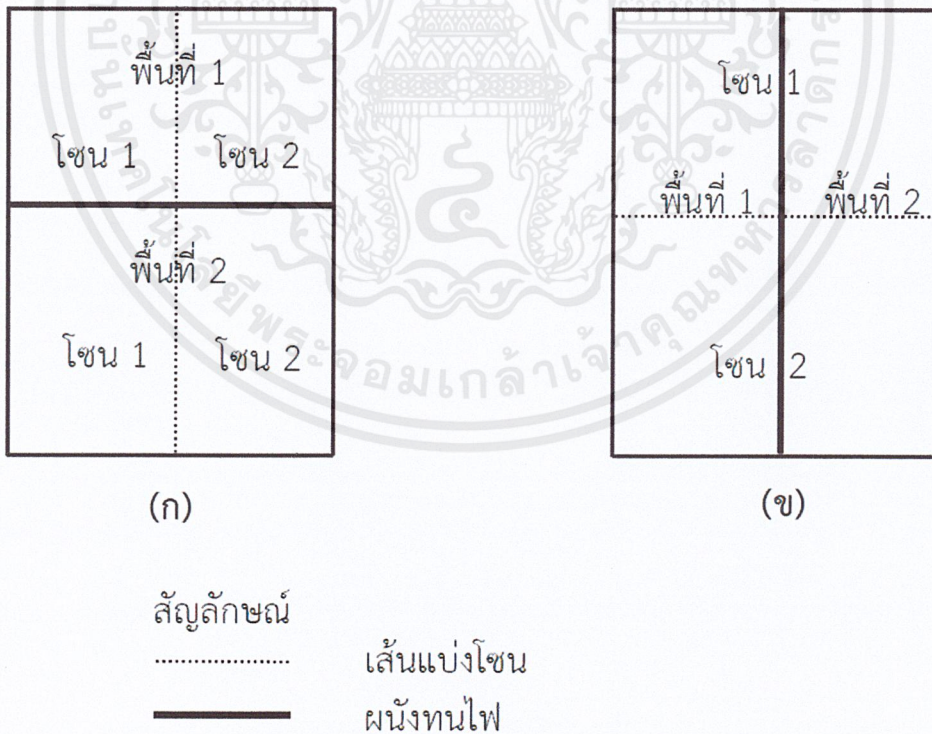 พื้นที่ 1
โซน 1 โซน 2
พื้นที่ 2
โซน 1 โซน 2
(ก)
โซน 1
พื้นที่ 1 พื้นที่ 2
โซน 2
(ข)
สัญลักษณ์
เส้นแบ่งโซน
ผนังทนไฟ